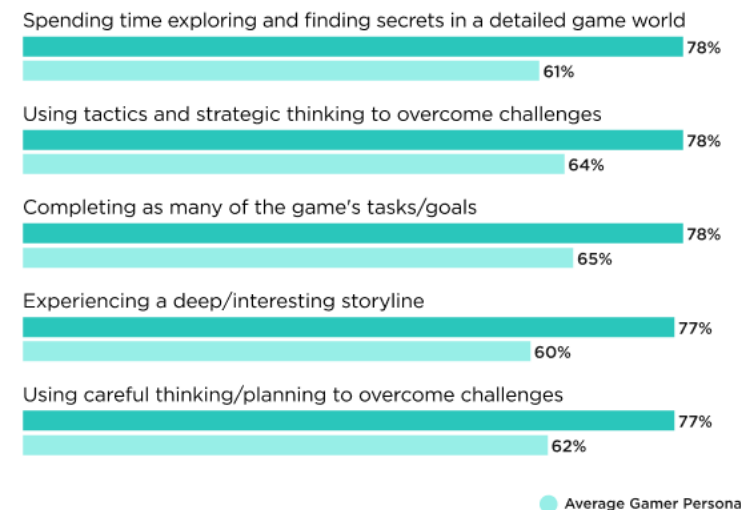 Spending time exploring and finding secrets in a detailed game world
78%
61%
Using tactics and strategic thinking to overcome challenges
78%
64%
Completing as many of the game's tasks/goals
78%
65%
Experiencing a deep/interesting storyline
77%
60%
Using careful thinking/planning to overcome challenges
77%
62%
Average Gamer Persona